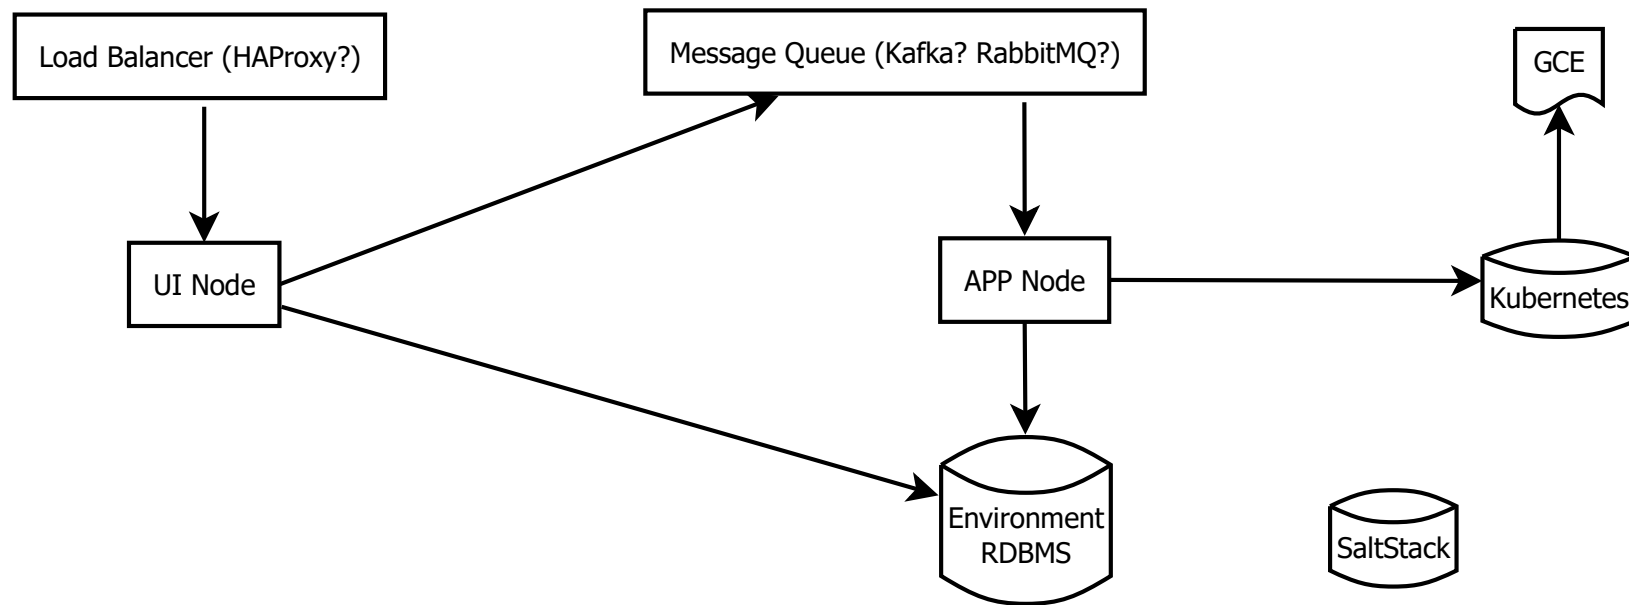 Load Balancer (HAProxy?)
Message Queue (Kafka? RabbitMQ?)
GCE
UI Node
APP Node
Kubernetes
Environment
RDBMS
SaltStack